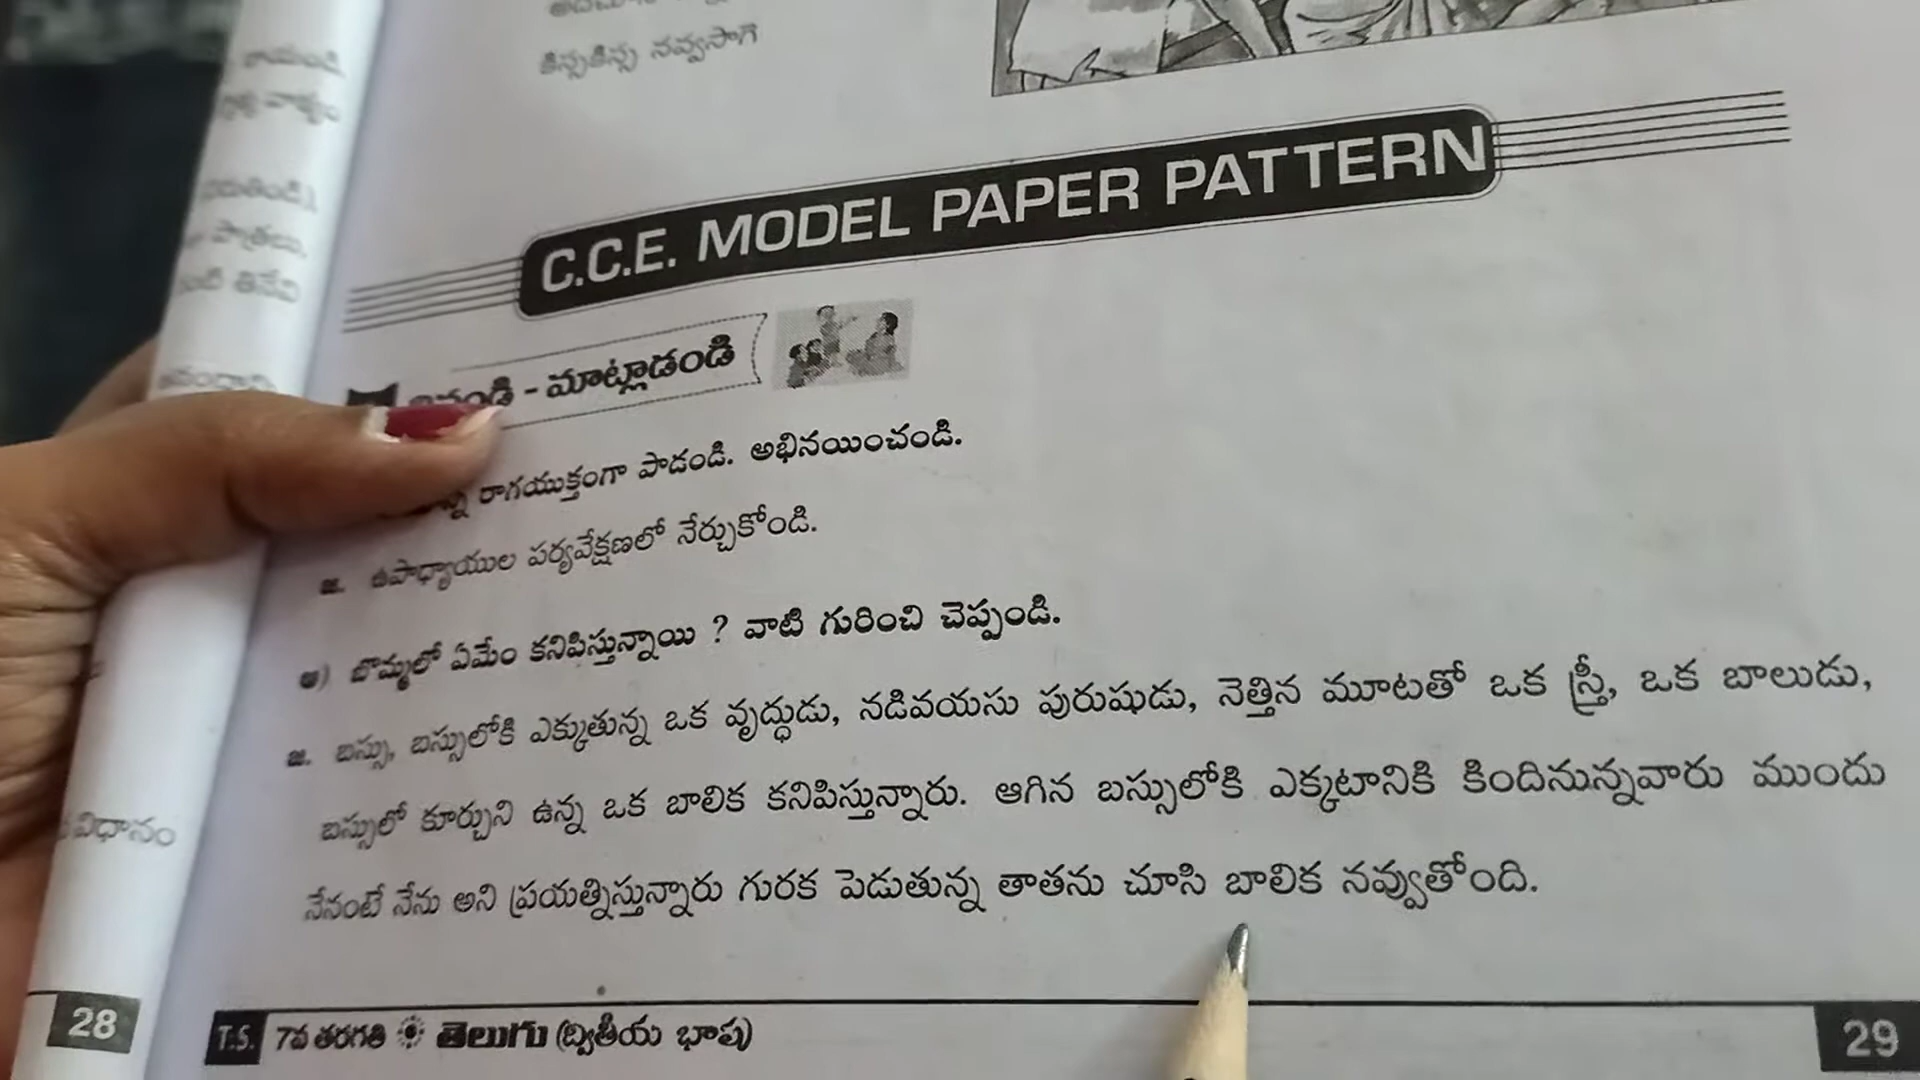 కిన్నకిన్న నవ్వసాగె
C.C.E. MODEL PAPER PATTERN
- మాట్లాడండి
రాగయుక్తంగా పాడండి. అభినయించండి.
జ. ఉపాధ్యాయుల పర్యవేక్షణలో నేర్చుకోండి.
అ) బొమ్మలో ఏమేం కనిపిస్తున్నాయి ? వాటి గురించి చెప్పండి.
జ. బస్సు, బస్సులోకి ఎక్కుతున్న ఒక వృద్ధుడు, నడివయసు పురుషుడు, నెత్తిన మూటతో ఒక స్త్రీ, ఒక బాలుడు,
బస్సులో కూర్చుని ఉన్న ఒక బాలిక కనిపిస్తున్నారు. ఆగిన బస్సులోకి ఎక్కటానికి కిందినున్నవారు ముందు
నేనంటే నేను అని ప్రయత్నిస్తున్నారు గురక పెడుతున్న తాతను చూసి బాలిక నవ్వుతోంది.
28
T.S. 7వ తరగతి తెలుగు (ద్వితీయ భాష)
29